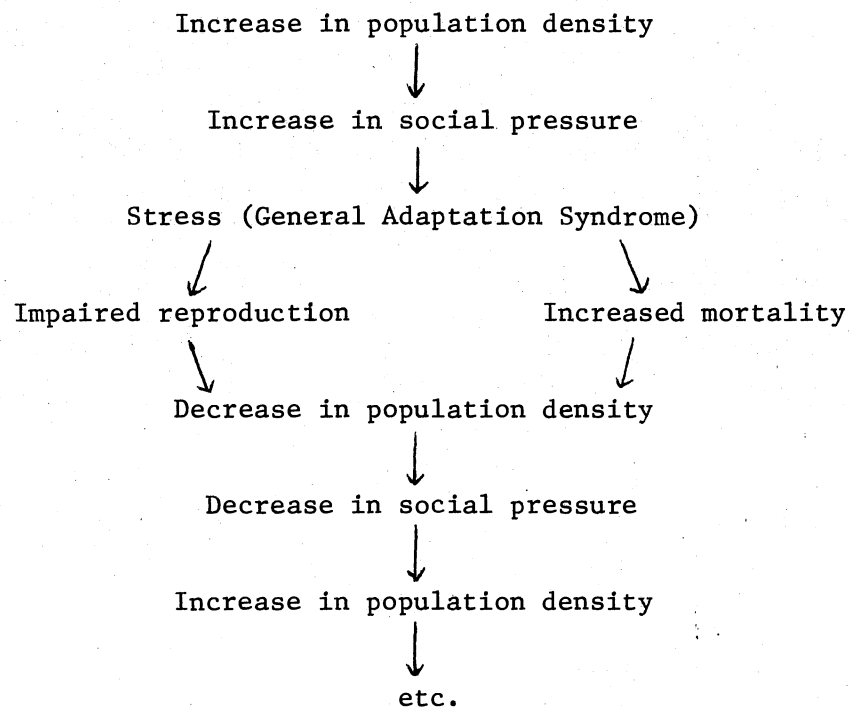 Increase in population density
Increase in social pressure
Stress (General Adaptation Syndrome)
Impaired reproduction
Increased mortality
Decrease in population density
Decrease in social pressure
Increase in population density
etc.